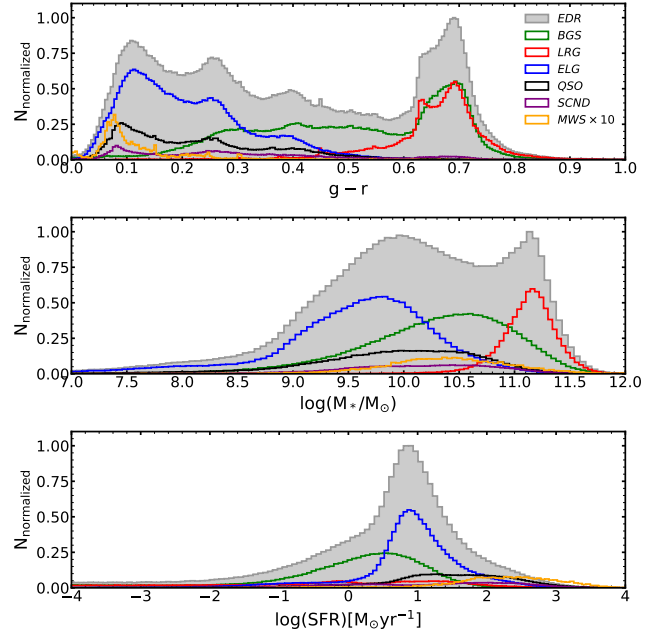 1.00
0.75
0.50
0.25
0.00
N_normalized
EDR
BGS
LRG
ELG
QSO
SCND
MWS × 10
0.0 0.1 0.2 0.3 0.4 0.5 0.6 0.7 0.8 0.9 1.0
g − r
1.00
0.75
0.50
0.25
0.00
N_normalized
7.0 7.5 8.0 8.5 9.0 9.5 10.0 10.5 11.0 11.5 12.0
log(M_*/M_⊙)
1.00
0.75
0.50
0.25
0.00
N_normalized
−4 −3 −2 −1 0 1 2 3 4
log(SFR)[M_⊙yr⁻¹]